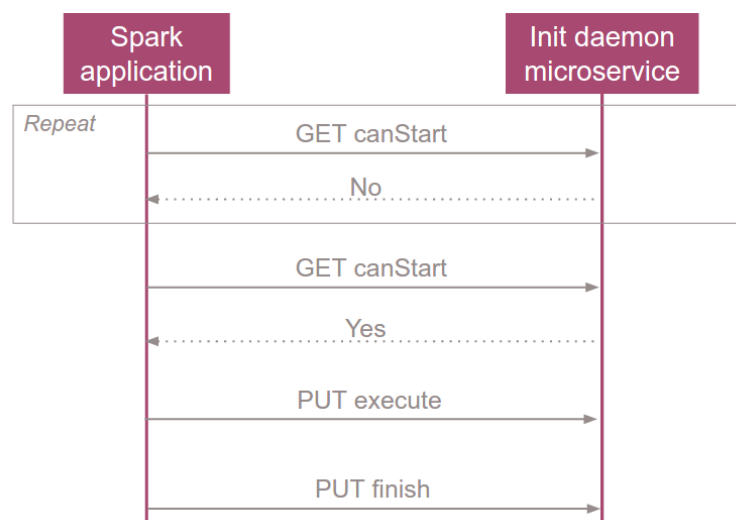 Spark
application
Init daemon
microservice
Repeat
GET canStart
No
GET canStart
Yes
PUT execute
PUT finish